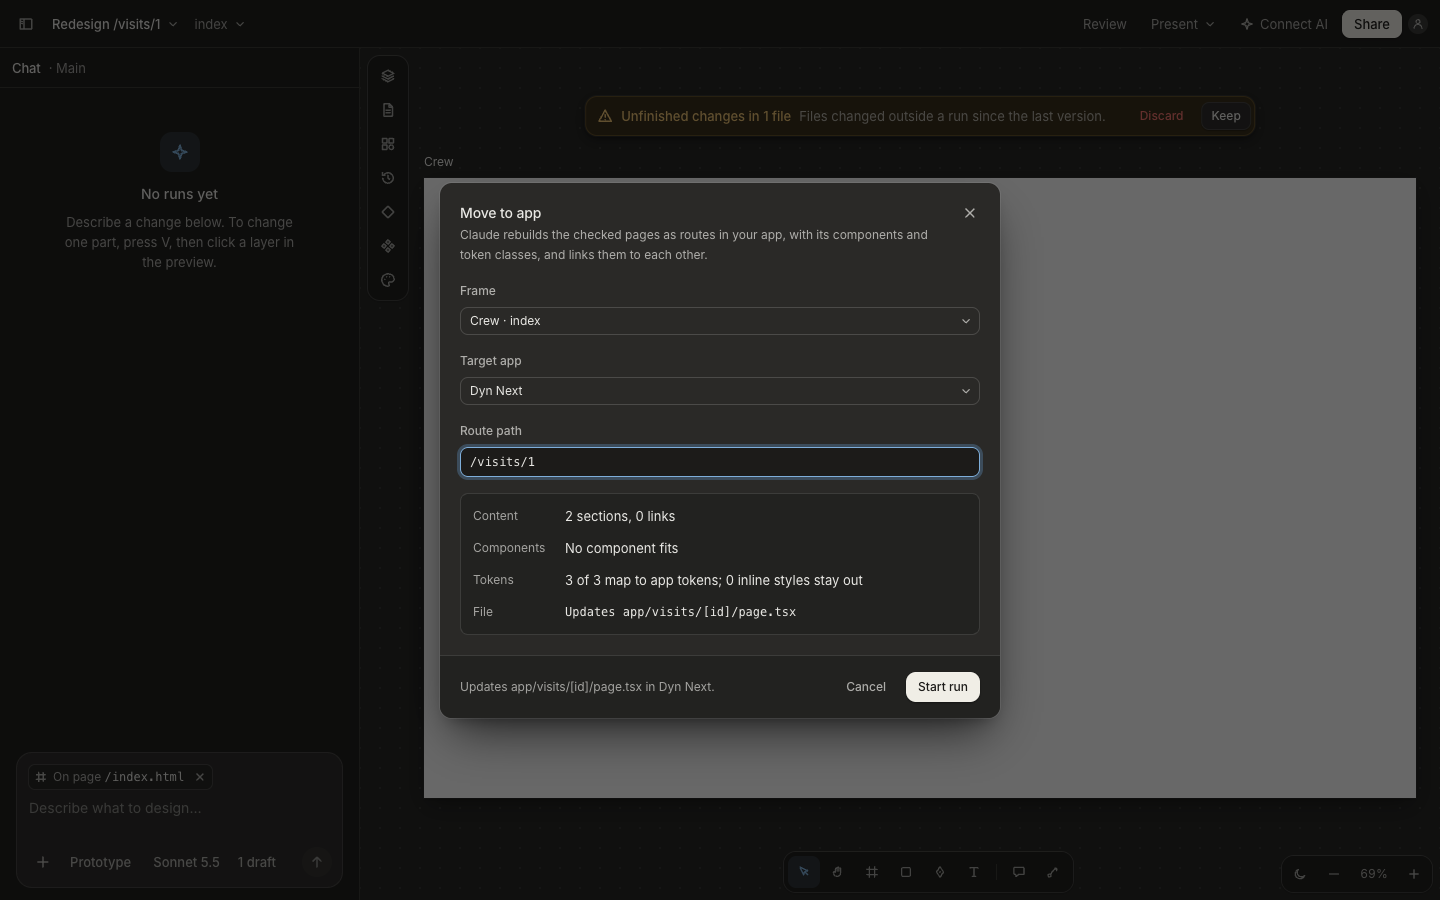 Redesign /visits/1
index
Review
Present
Connect AI
Share
Chat · Main
Unfinished changes in 1 file Files changed outside a run since the last version.
Discard
Keep
No runs yet
Describe a change below. To change
one part, press V, then click a layer in
the preview.
Crew
Move to app
Claude rebuilds the checked pages as routes in your app, with its components and
token classes, and links them to each other.
Frame
Crew · index
Target app
Dyn Next
Route path
/visits/1
Content 2 sections, 0 links
Components No component fits
Tokens 3 of 3 map to app tokens; 0 inline styles stay out
File Updates app/visits/[id]/page.tsx
Updates app/visits/[id]/page.tsx in Dyn Next.
Cancel
Start run
On page /index.html
Describe what to design...
Prototype
Sonnet 5.5
1 draft
69%